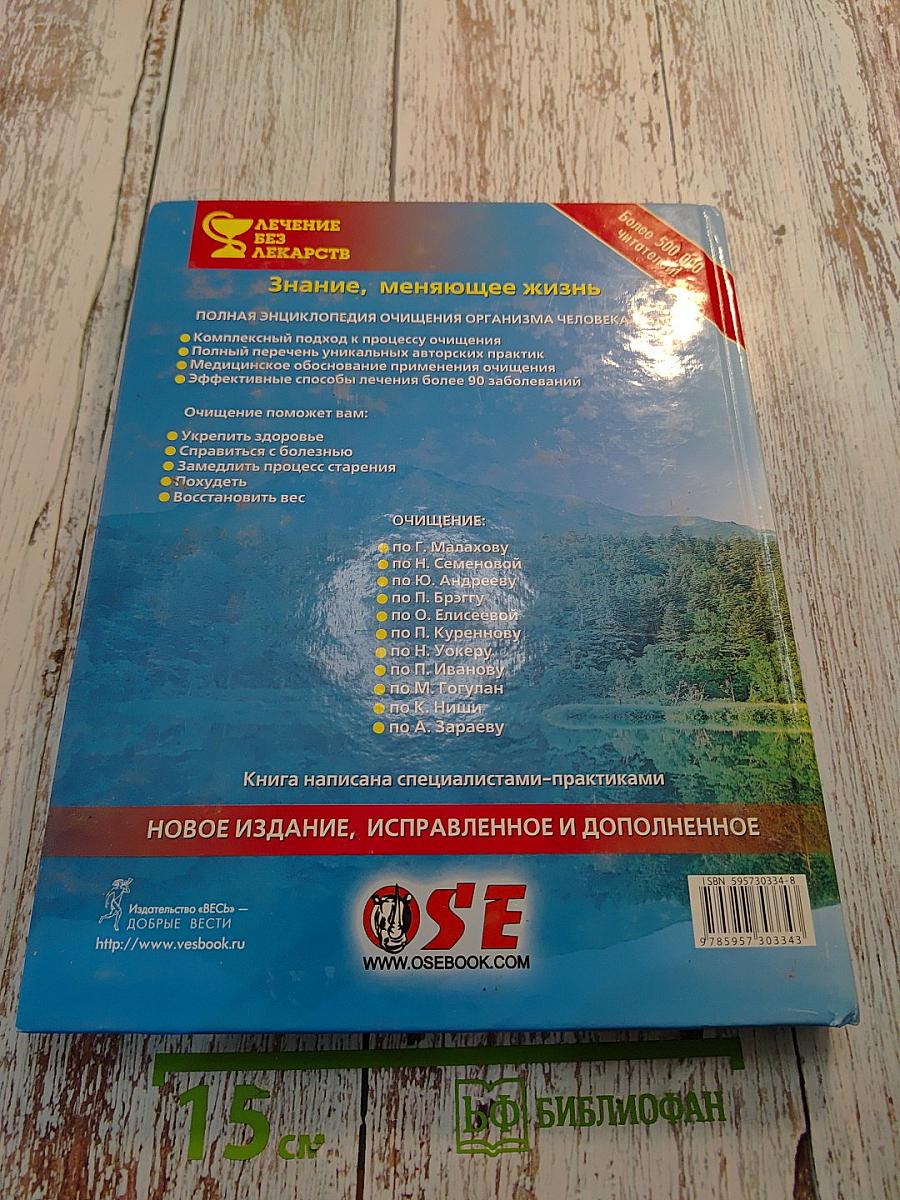 ЛЕЧЕНИЕ
БЕЗ
ЛЕКАРСТВ
Более 500 000
читателей!
Знание, меняющее жизнь
ПОЛНАЯ ЭНЦИКЛОПЕДИЯ ОЧИЩЕНИЯ ОРГАНИЗМА ЧЕЛОВЕКА
Комплексный подход к процессу очищения
Полный перечень уникальных авторских практик
Медицинское обоснование применения очищения
Эффективные способы лечения более 90 заболеваний
Очищение поможет вам:
Укрепить здоровье
Справиться с болезнью
Замедлить процесс старения
Похудеть
Восстановить вес
ОЧИЩЕНИЕ:
по Г. Малахову
по Н. Семеновой
по Ю. Андрееву
по П. Брэггу
по О. Елисеевой
по П. Куреннову
по Н. Уокеру
по П. Иванову
по М. Гогулан
по К. Ниши
по А. Зараеву
Книга написана специалистами-практиками
НОВОЕ ИЗДАНИЕ, ИСПРАВЛЕННОЕ И ДОПОЛНЕННОЕ
Издательство «ВЕСЬ» —
ДОБРЫЕ ВЕСТИ
http://www.vesbook.ru
OSE
WWW.OSEBOOK.COM
ISBN 595730334-8
9 785957 303343
15 см
БФ БИБЛИОФАН